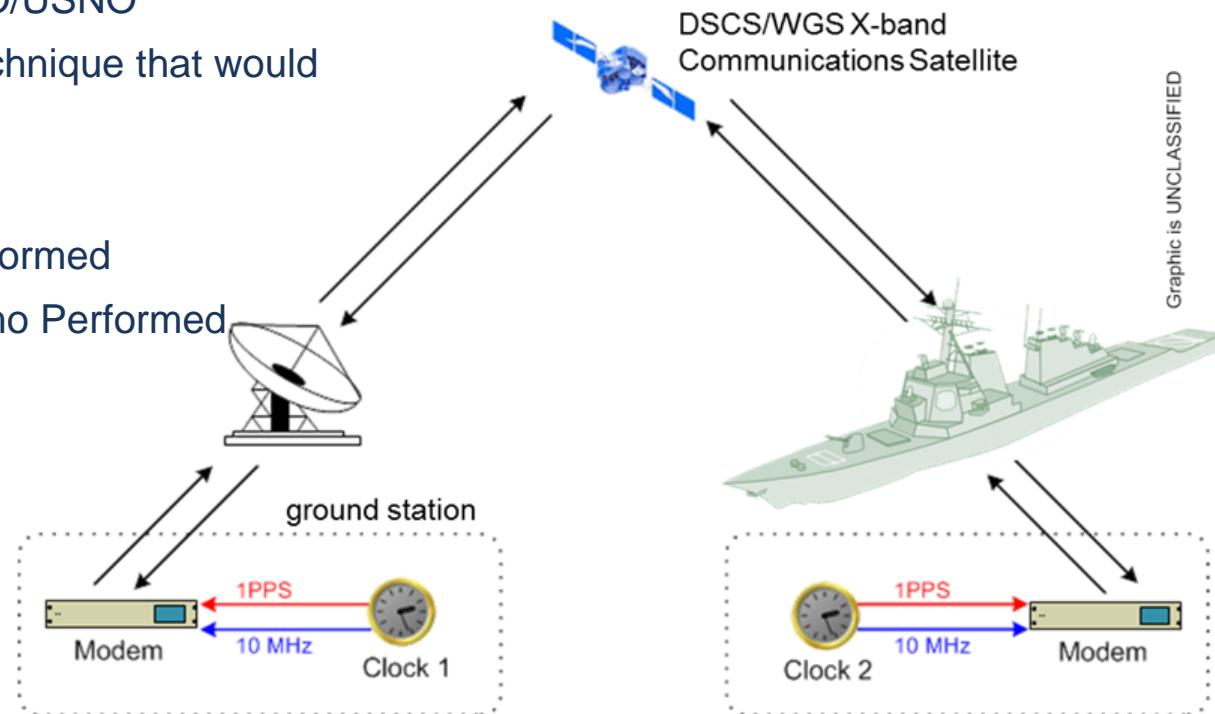 /USNO
chnique that would
ormed
no Performed
DSCS/WGS X-band
Communications Satellite
Graphic is UNCLASSIFIED
ground station
1PPS
10 MHz
Modem
Clock 1
1PPS
10 MHz
Clock 2
Modem